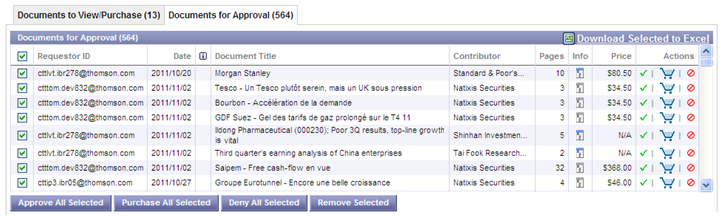 Documents to View/Purchase (13) Documents for Approval (564)
Documents for Approval (564) Download Selected to Excel
Requestor ID Date Document Title Contributor Pages Info Price Actions
cttlvt.ibr278@thomson.com 2011/10/20 Morgan Stanley Standard & Poor's... 10 $80.50
ctttom.dev832@thomson.com 2011/11/02 Tesco - Un Tesco plutôt serein, mais un UK sous pression Natixis Securities 3 $34.50
ctttom.dev832@thomson.com 2011/11/02 Bourbon - Accélération de la demande Natixis Securities 3 $34.50
ctttom.dev832@thomson.com 2011/11/02 GDF Suez - Gel des tarifs de gaz prolongé sur le T4 11 Natixis Securities 3 $34.50
cttlvt.ibr278@thomson.com 2011/11/02 Ildong Pharmaceutical (000230); Poor 3Q results, top-line growth is vital Shinhan Investmen... 5 N/A
cttlvt.ibr278@thomson.com 2011/11/02 Third quarter's earning analysis of China enterprises Tai Fook Research... 2 N/A
ctttom.dev832@thomson.com 2011/11/02 Saipem - Free cash-flow en vue Natixis Securities 32 $368.00
cttip3.ibr05@thomson.com 2011/10/27 Groupe Eurotunnel - Encore une belle croissance Natixis Securities 4 $46.00
Approve All Selected Purchase All Selected Deny All Selected Remove Selected